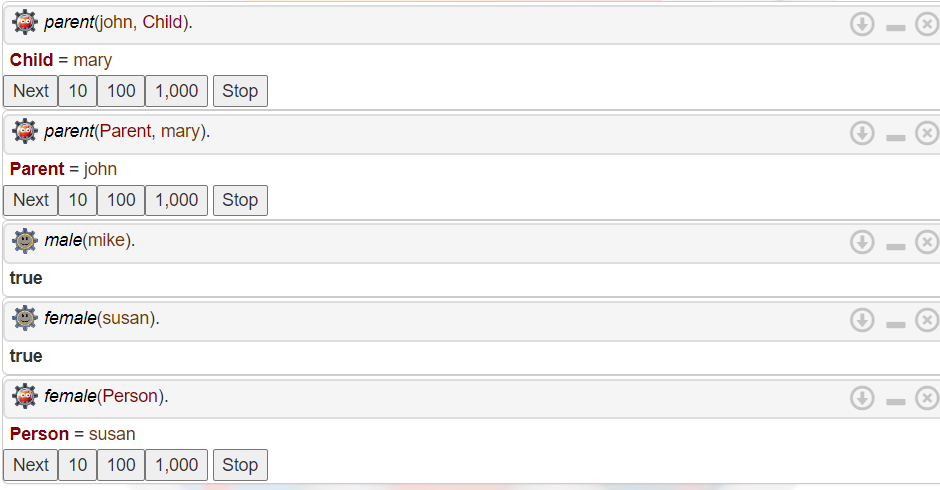 parent(john, Child).
Child = mary
Next 10 100 1,000 Stop
parent(Parent, mary).
Parent = john
Next 10 100 1,000 Stop
male(mike).
true
female(susan).
true
female(Person).
Person = susan
Next 10 100 1,000 Stop